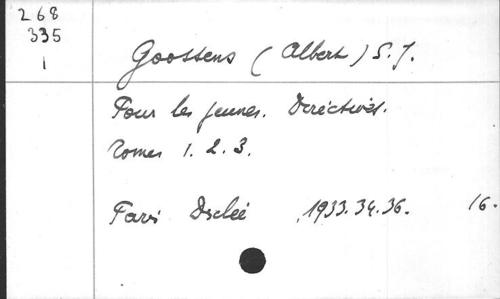 268
335
1
Goossens (Albert) S.J.
Pour les jeunes. Directives.
Tomes 1. 2. 3.
Paris Desclée 1933. 34. 36. 16.